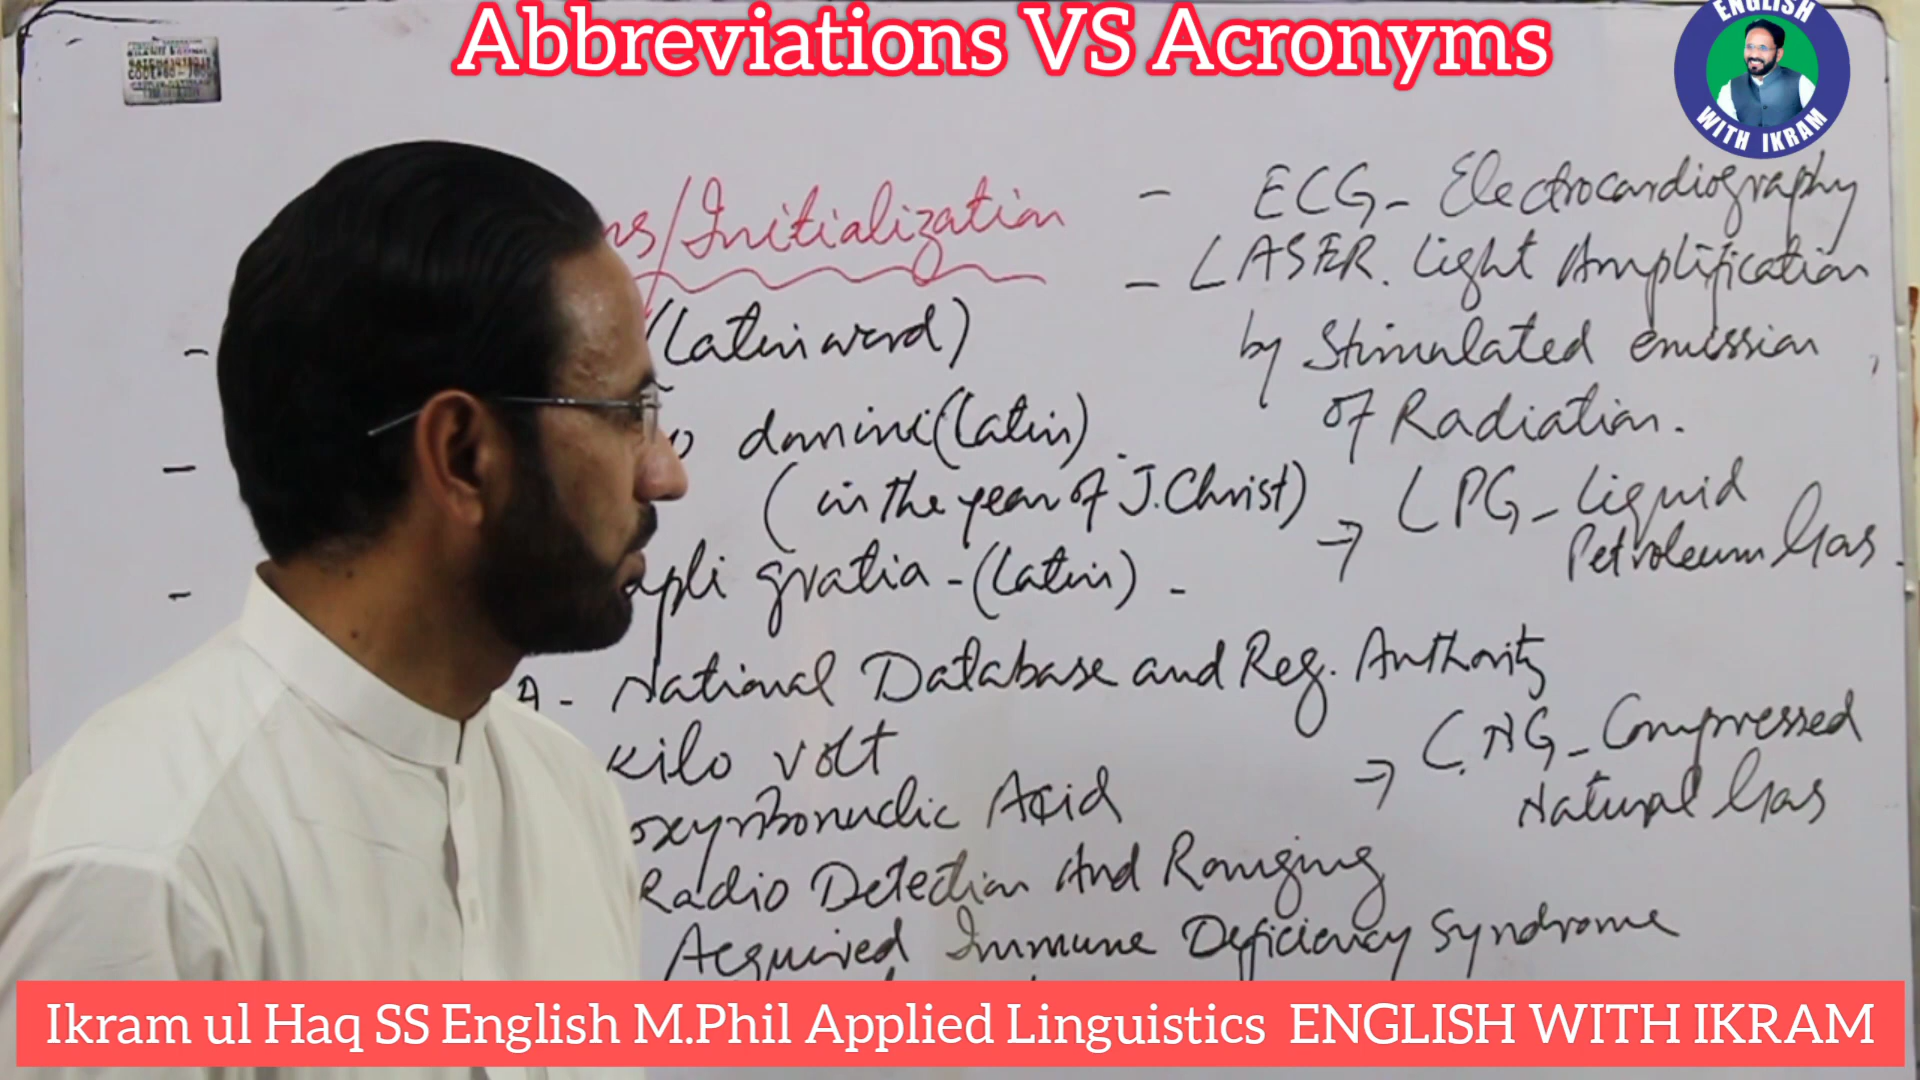 Abbreviations VS Acronyms
ENGLISH
WITH IKRAM
ns/Initialization
(Latin word)
o domini (Latin)
(in the year of J. Christ)
mpli gratia - (Latin) -
A - National Database and Reg. Authority
Kilo volt
oxyribonuclic Acid
Radio Detection And Ranging
Acquired Immune Deficiency Syndrome
- ECG - Electrocardiography
- LASER. Light Amplification
by Stimulated emission
of Radiation.
→ LPG - Liquid
Petroleum Gas.
→ C.NG - Compressed
Natural Gas
Ikram ul Haq SS English M.Phil Applied Linguistics ENGLISH WITH IKRAM